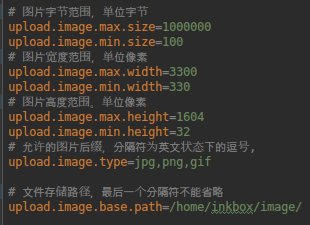 # 图片字节范围，单位字节
upload.image.max.size=1000000
upload.image.min.size=100
# 图片宽度范围，单位像素
upload.image.max.width=3300
upload.image.min.width=330
# 图片高度范围，单位像素
upload.image.max.height=1604
upload.image.min.height=32
# 允许的图片后缀，分隔符为英文状态下的逗号,
upload.image.type=jpg,png,gif
# 文件存储路径，最后一个分隔符不能省略
upload.image.base.path=/home/inkbox/image/